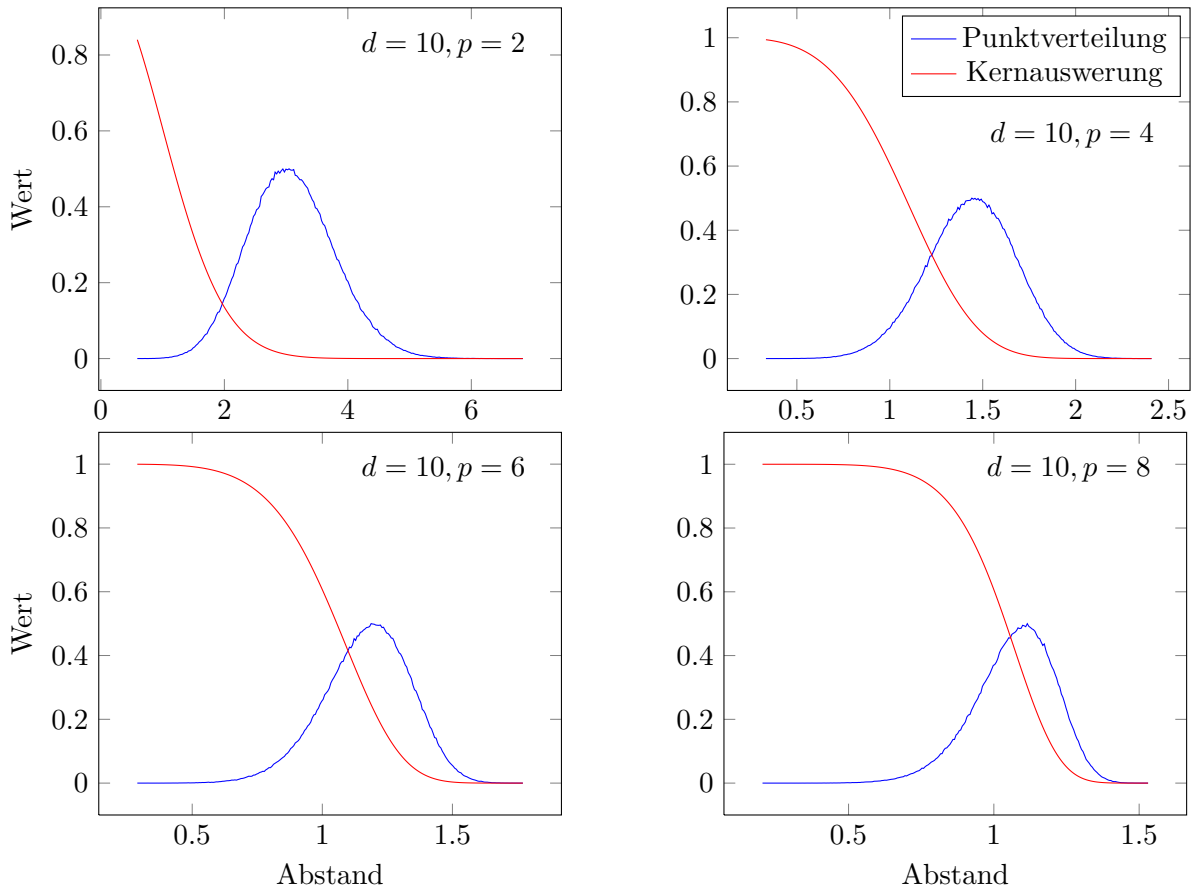 d = 10, p = 2
0.8
0.6
0.4
0.2
0
Wert
0 2 4 6
Punktverteilung
Kernauswerung
d = 10, p = 4
1
0.8
0.6
0.4
0.2
0
0.5 1 1.5 2 2.5
d = 10, p = 6
1
0.8
0.6
0.4
0.2
0
Wert
0.5 1 1.5
Abstand
d = 10, p = 8
1
0.8
0.6
0.4
0.2
0
0.5 1 1.5
Abstand